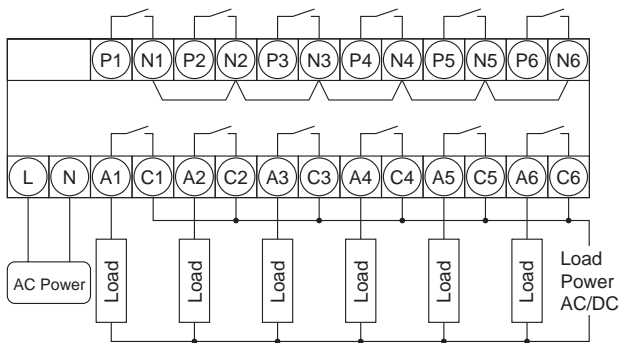 P1 N1 P2 N2 P3 N3 P4 N4 P5 N5 P6 N6
L N A1 C1 A2 C2 A3 C3 A4 C4 A5 C5 A6 C6
AC Power
Load
Load
Load
Load
Load
Load
Load
Power
AC/DC